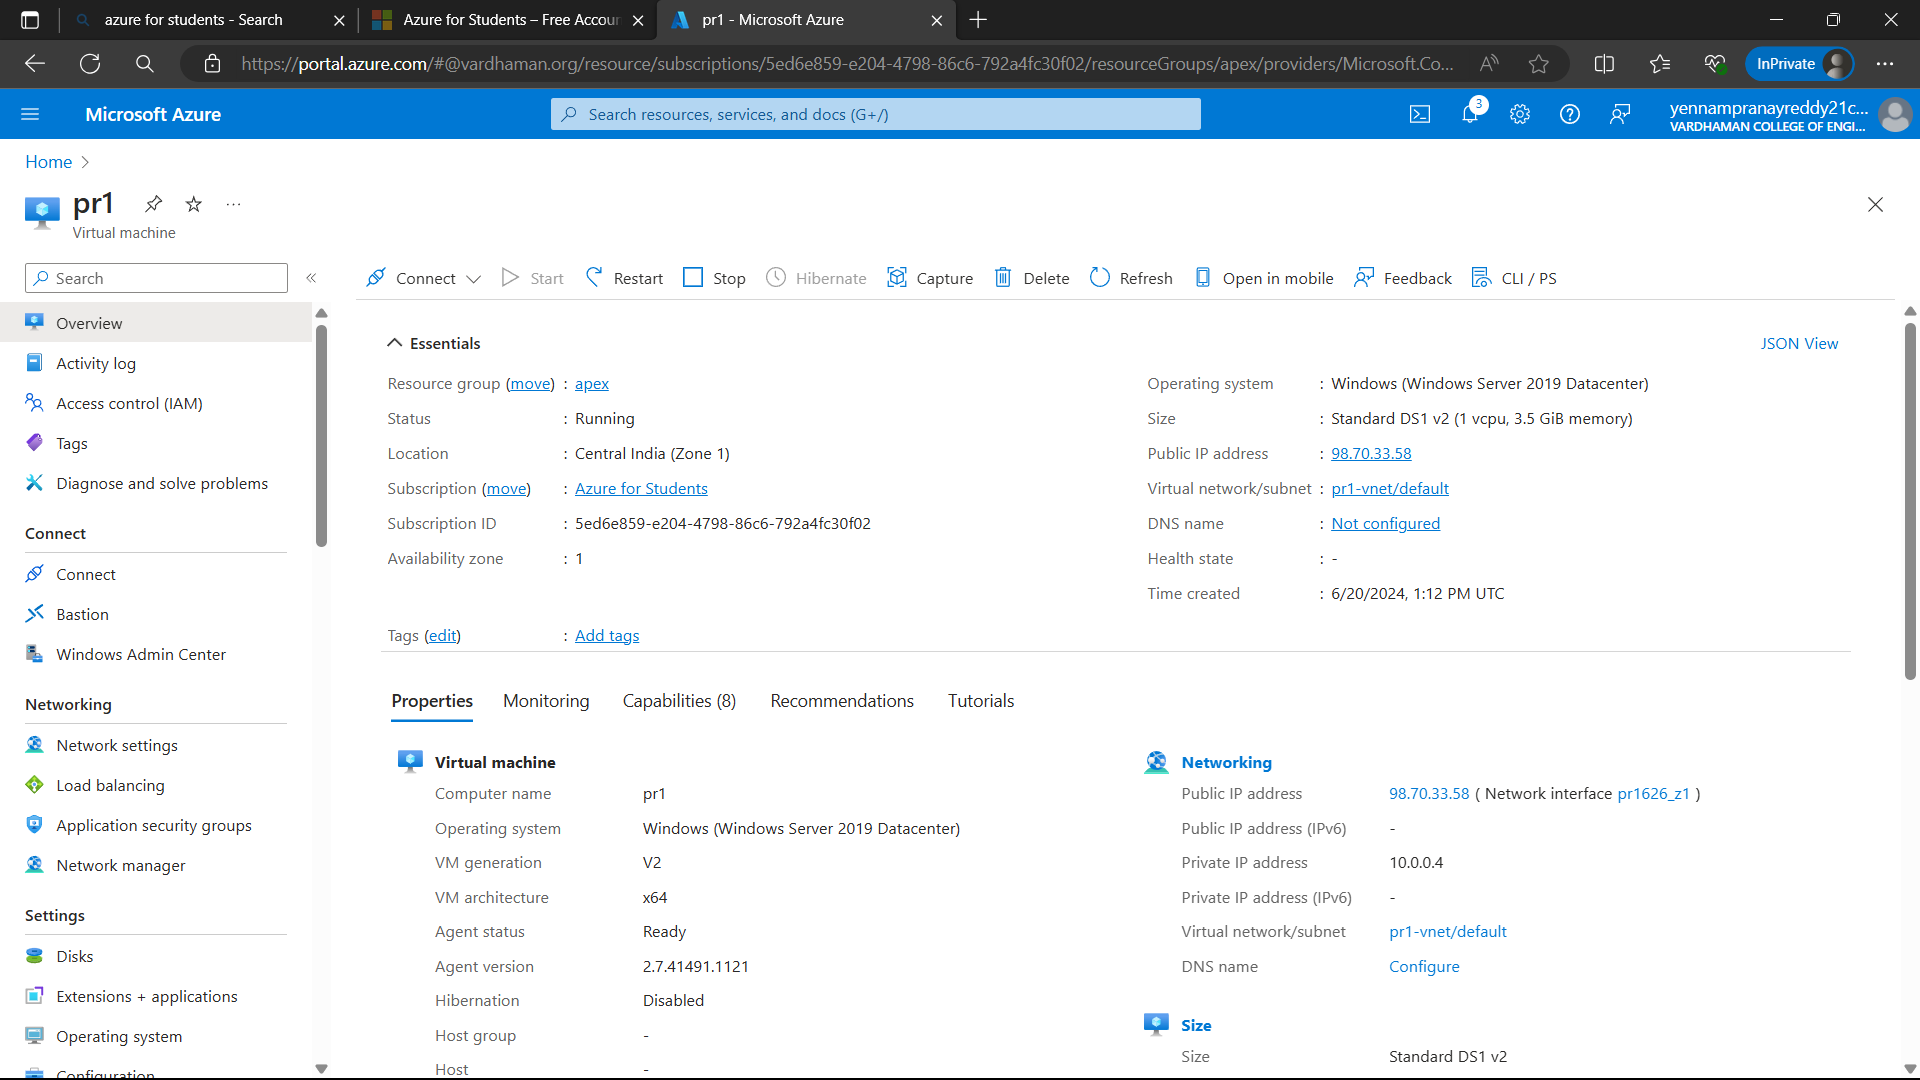 azure for students - Search
Azure for Students – Free Accoun
pr1 - Microsoft Azure
https://portal.azure.com/#@vardhaman.org/resource/subscriptions/5ed6e859-e204-4798-86c6-792a4fc30f02/resourceGroups/apex/providers/Microsoft.Co...
InPrivate
Microsoft Azure
Search resources, services, and docs (G+/)
3
yennampranayreddy21c...
VARDHAMAN COLLEGE OF ENGI...
Home
pr1
Virtual machine
Search
Connect
Start
Restart
Stop
Hibernate
Capture
Delete
Refresh
Open in mobile
Feedback
CLI / PS
Overview
Activity log
Access control (IAM)
Tags
Diagnose and solve problems
Connect
Connect
Bastion
Windows Admin Center
Networking
Network settings
Load balancing
Application security groups
Network manager
Settings
Disks
Extensions + applications
Operating system
Configuration
Essentials
JSON View
Resource group (move) : apex
Status : Running
Location : Central India (Zone 1)
Subscription (move) : Azure for Students
Subscription ID : 5ed6e859-e204-4798-86c6-792a4fc30f02
Availability zone : 1
Operating system : Windows (Windows Server 2019 Datacenter)
Size : Standard DS1 v2 (1 vcpu, 3.5 GiB memory)
Public IP address : 98.70.33.58
Virtual network/subnet : pr1-vnet/default
DNS name : Not configured
Health state : -
Time created : 6/20/2024, 1:12 PM UTC
Tags (edit) : Add tags
Properties
Monitoring
Capabilities (8)
Recommendations
Tutorials
Virtual machine
Computer name pr1
Operating system Windows (Windows Server 2019 Datacenter)
VM generation V2
VM architecture x64
Agent status Ready
Agent version 2.7.41491.1121
Hibernation Disabled
Host group -
Host -
Networking
Public IP address 98.70.33.58 ( Network interface pr1626_z1 )
Public IP address (IPv6) -
Private IP address 10.0.0.4
Private IP address (IPv6) -
Virtual network/subnet pr1-vnet/default
DNS name Configure
Size
Size Standard DS1 v2